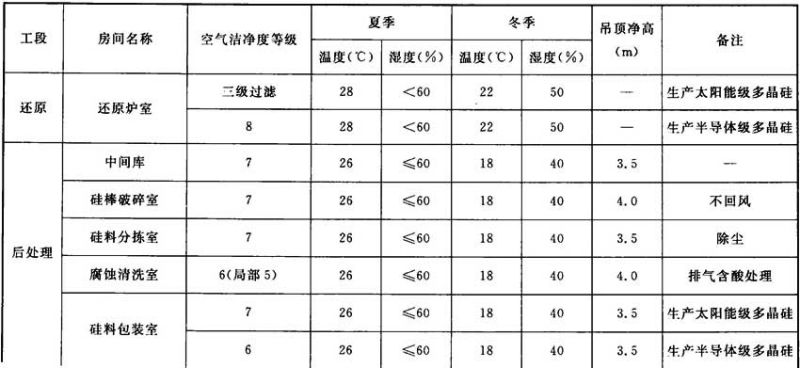 工段 房间名称 空气洁净度等级 夏季 冬季 吊顶净高(m) 备注
温度(℃) 湿度(%) 温度(℃) 湿度(%)
还原 还原炉室 三级过滤 28 <60 22 50 — 生产太阳能级多晶硅
8 28 <60 22 50 — 生产半导体级多晶硅
后处理 中间库 7 26 ≤60 18 40 3.5 —
硅棒破碎室 7 26 ≤60 18 40 4.0 不回风
硅料分拣室 7 26 ≤60 18 40 3.5 除尘
腐蚀清洗室 6(局部5) 26 ≤60 18 40 4.0 排气含酸处理
硅料包装室 7 26 ≤60 18 40 3.5 生产太阳能级多晶硅
6 26 ≤60 18 40 3.5 生产半导体级多晶硅